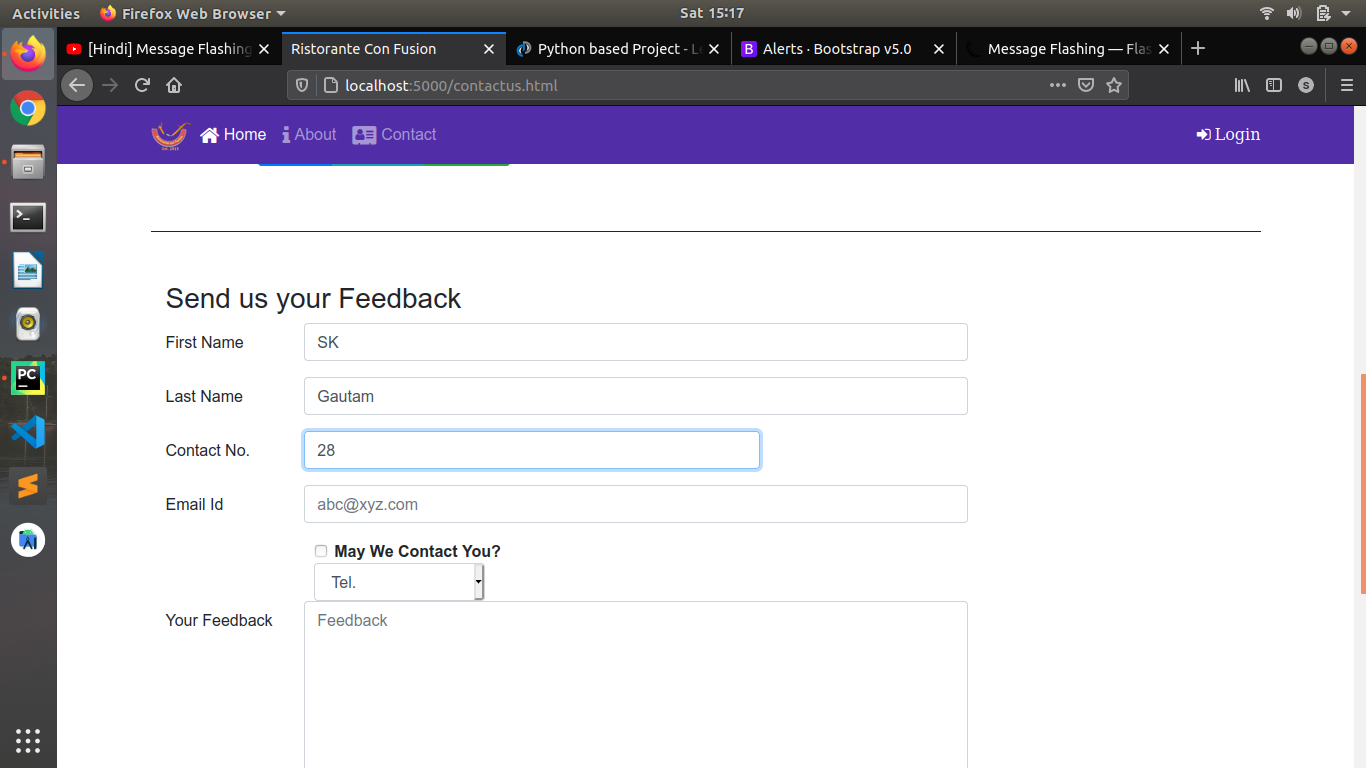 Activities Firefox Web Browser Sat 15:17
[Hindi] Message Flashing Ristorante Con Fusion Python based Project - Le Alerts · Bootstrap v5.0 Message Flashing — Flas
localhost:5000/contactus.html
Home About Contact Login
Send us your Feedback
First Name SK
Last Name Gautam
Contact No. 28
Email Id abc@xyz.com
May We Contact You?
Tel.
Your Feedback Feedback